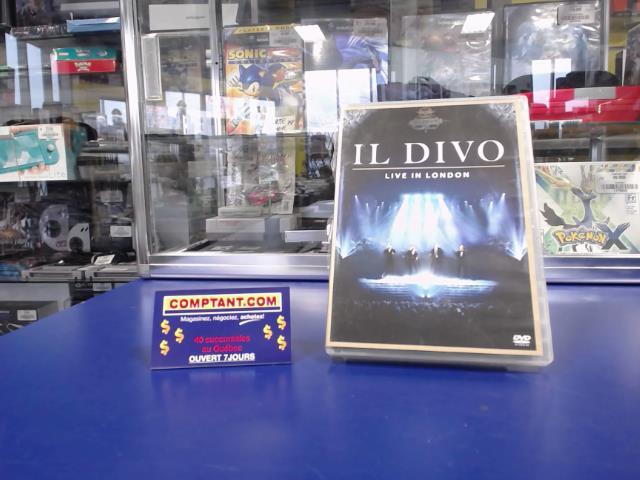 SONIC
IL DIVO
LIVE IN LONDON
DVD
COMPTANT.COM
Magasinez, négociez, achetez!
$
$
$
$
$
$
40 succursales
au Québec
OUVERT 7JOURS
POKÉMON